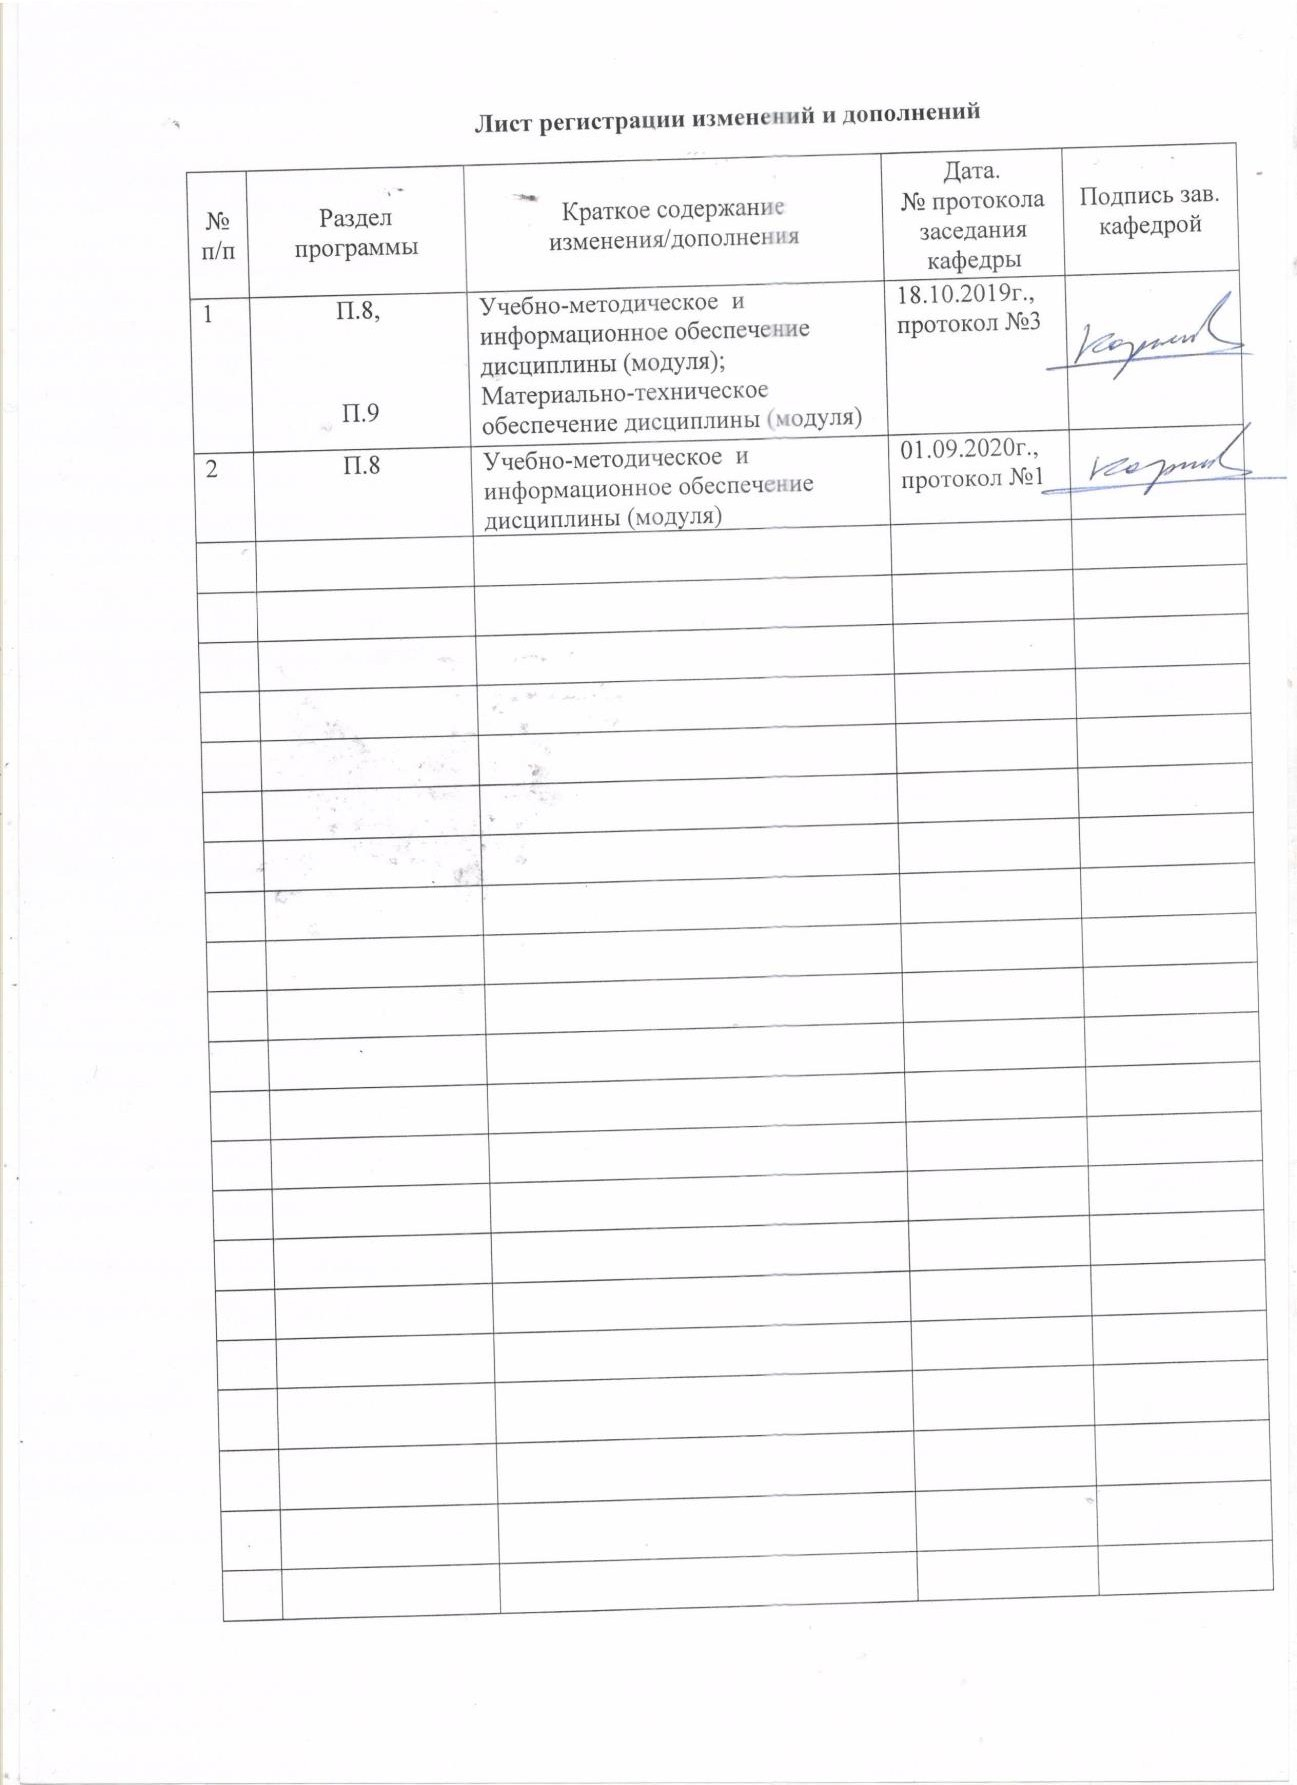 Лист регистрации изменений и дополнений
№
п/п
Раздел
программы
Краткое содержание
изменения/дополнения
Дата.
№ протокола
заседания
кафедры
Подпись зав.
кафедрой
1
П.8,
П.9
Учебно-методическое и
информационное обеспечение
дисциплины (модуля);
Материально-техническое
обеспечение дисциплины (модуля)
18.10.2019г.,
протокол №3
2
П.8
Учебно-методическое и
информационное обеспечение
дисциплины (модуля)
01.09.2020г.,
протокол №1